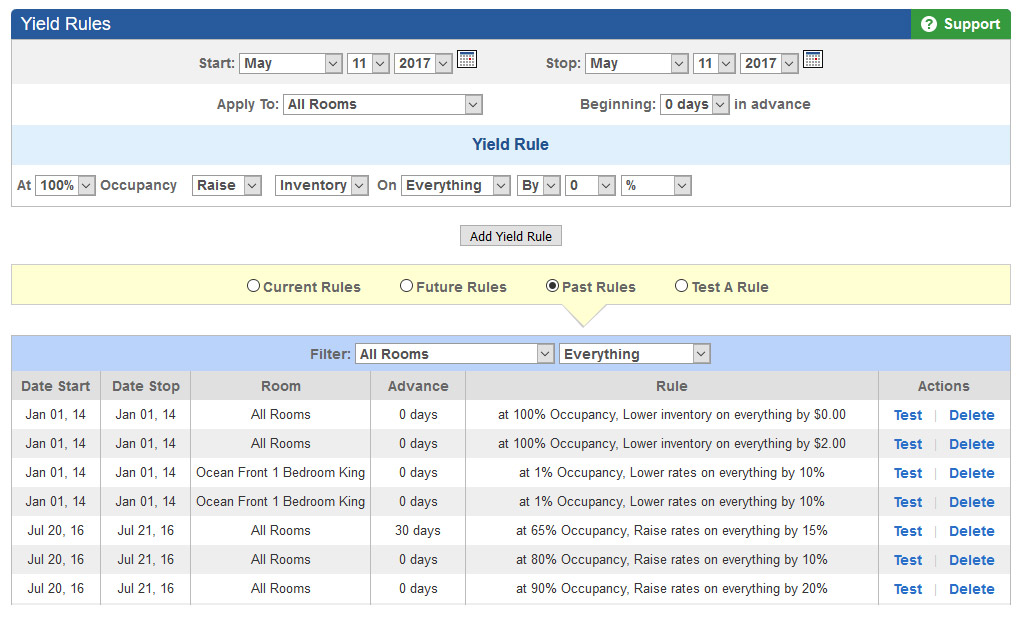 Yield Rules ? Support
Start: May 11 2017 Stop: May 11 2017
Apply To: All Rooms Beginning: 0 days in advance
Yield Rule
At 100% Occupancy Raise Inventory On Everything By 0 %
Add Yield Rule
Current Rules Future Rules Past Rules Test A Rule
Filter: All Rooms Everything
Date Start Date Stop Room Advance Rule Actions
Jan 01, 14 Jan 01, 14 All Rooms 0 days at 100% Occupancy, Lower inventory on everything by $0.00 Test | Delete
Jan 01, 14 Jan 01, 14 All Rooms 0 days at 100% Occupancy, Lower inventory on everything by $2.00 Test | Delete
Jan 01, 14 Jan 01, 14 Ocean Front 1 Bedroom King 0 days at 1% Occupancy, Lower rates on everything by 10% Test | Delete
Jan 01, 14 Jan 01, 14 Ocean Front 1 Bedroom King 0 days at 1% Occupancy, Lower rates on everything by 10% Test | Delete
Jul 20, 16 Jul 21, 16 All Rooms 30 days at 65% Occupancy, Raise rates on everything by 15% Test | Delete
Jul 20, 16 Jul 21, 16 All Rooms 0 days at 80% Occupancy, Raise rates on everything by 10% Test | Delete
Jul 20, 16 Jul 21, 16 All Rooms 0 days at 90% Occupancy, Raise rates on everything by 20% Test | Delete